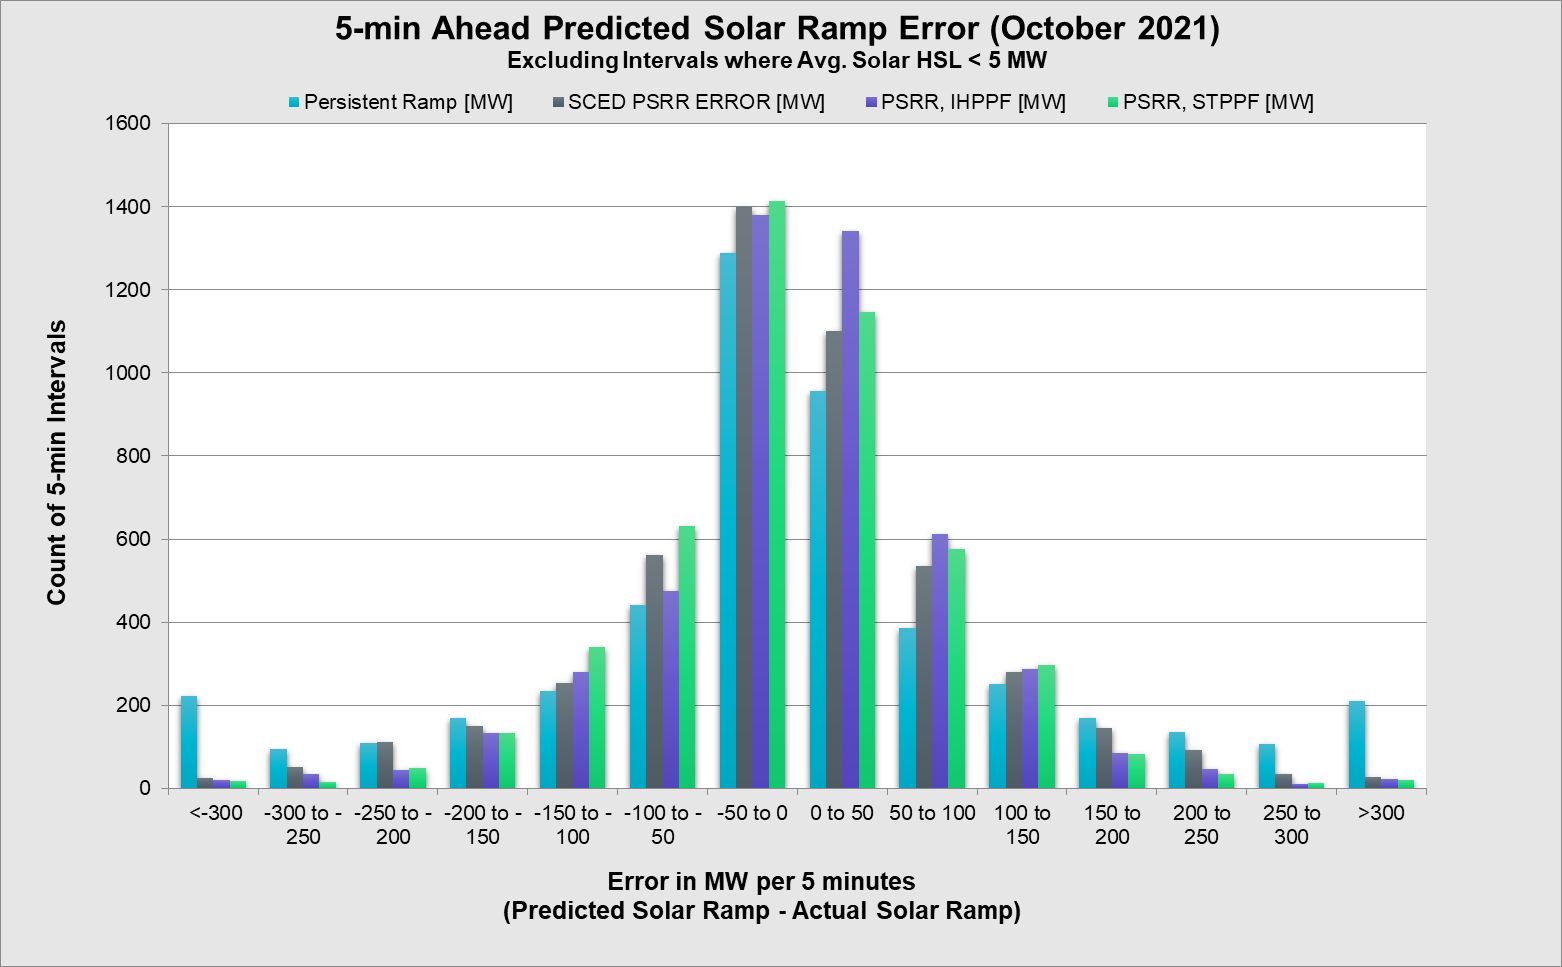 5-min Ahead Predicted Solar Ramp Error (October 2021)
Excluding Intervals where Avg. Solar HSL < 5 MW
Persistent Ramp [MW] SCED PSRR ERROR [MW] PSRR, IHPPF [MW] PSRR, STPPF [MW]
1600
1400
1200
1000
800
600
400
200
0
Count of 5-min Intervals
<-300 -300 to - -250 to - -200 to - -150 to - -100 to - -50 to 0 0 to 50 50 to 100 100 to 150 to 200 to 250 to >300
250 200 150 100 50 150 200 250 300
Error in MW per 5 minutes
(Predicted Solar Ramp - Actual Solar Ramp)